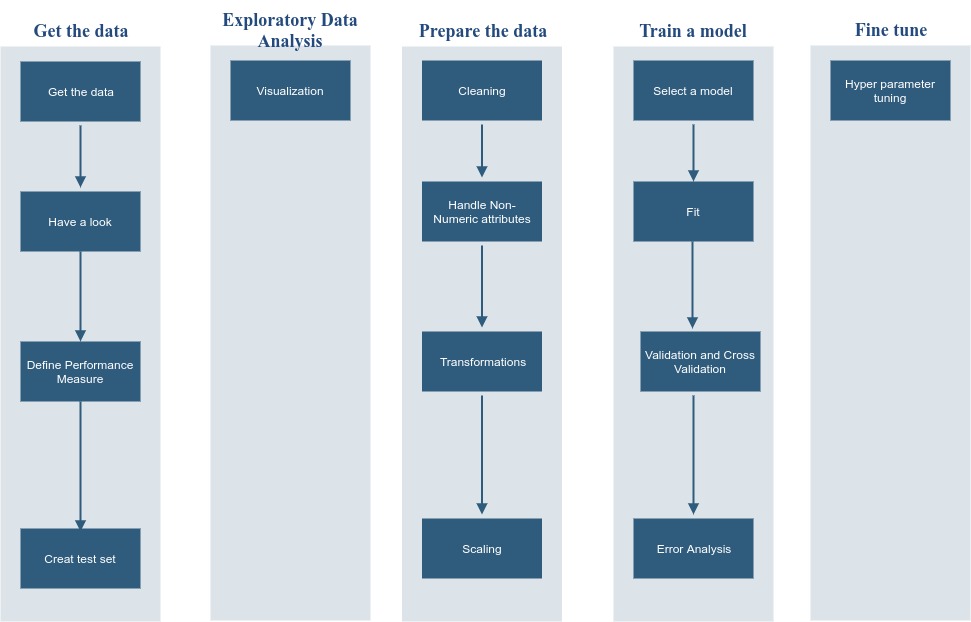 Get the data
Get the data
Have a look
Define Performance
Measure
Creat test set
Exploratory Data
Analysis
Visualization
Prepare the data
Cleaning
Handle Non-
Numeric attributes
Transformations
Scaling
Train a model
Select a model
Fit
Validation and Cross
Validation
Error Analysis
Fine tune
Hyper parameter
tuning